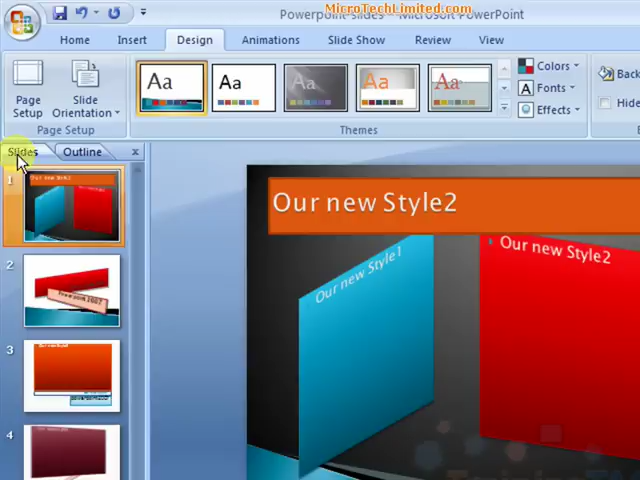 MicroTechLimited.com
Powerpoint-slides - Microsoft PowerPoint
Home Insert Design Animations Slide Show Review View
Aa Aa Aa Aa Aa
Page Setup
Slide Orientation
Colors
Fonts
Effects
Back
Hide
Page Setup
Themes
Slides Outline x
1
2
3
4
Our new Style2
Our new Style1
Our new Style2